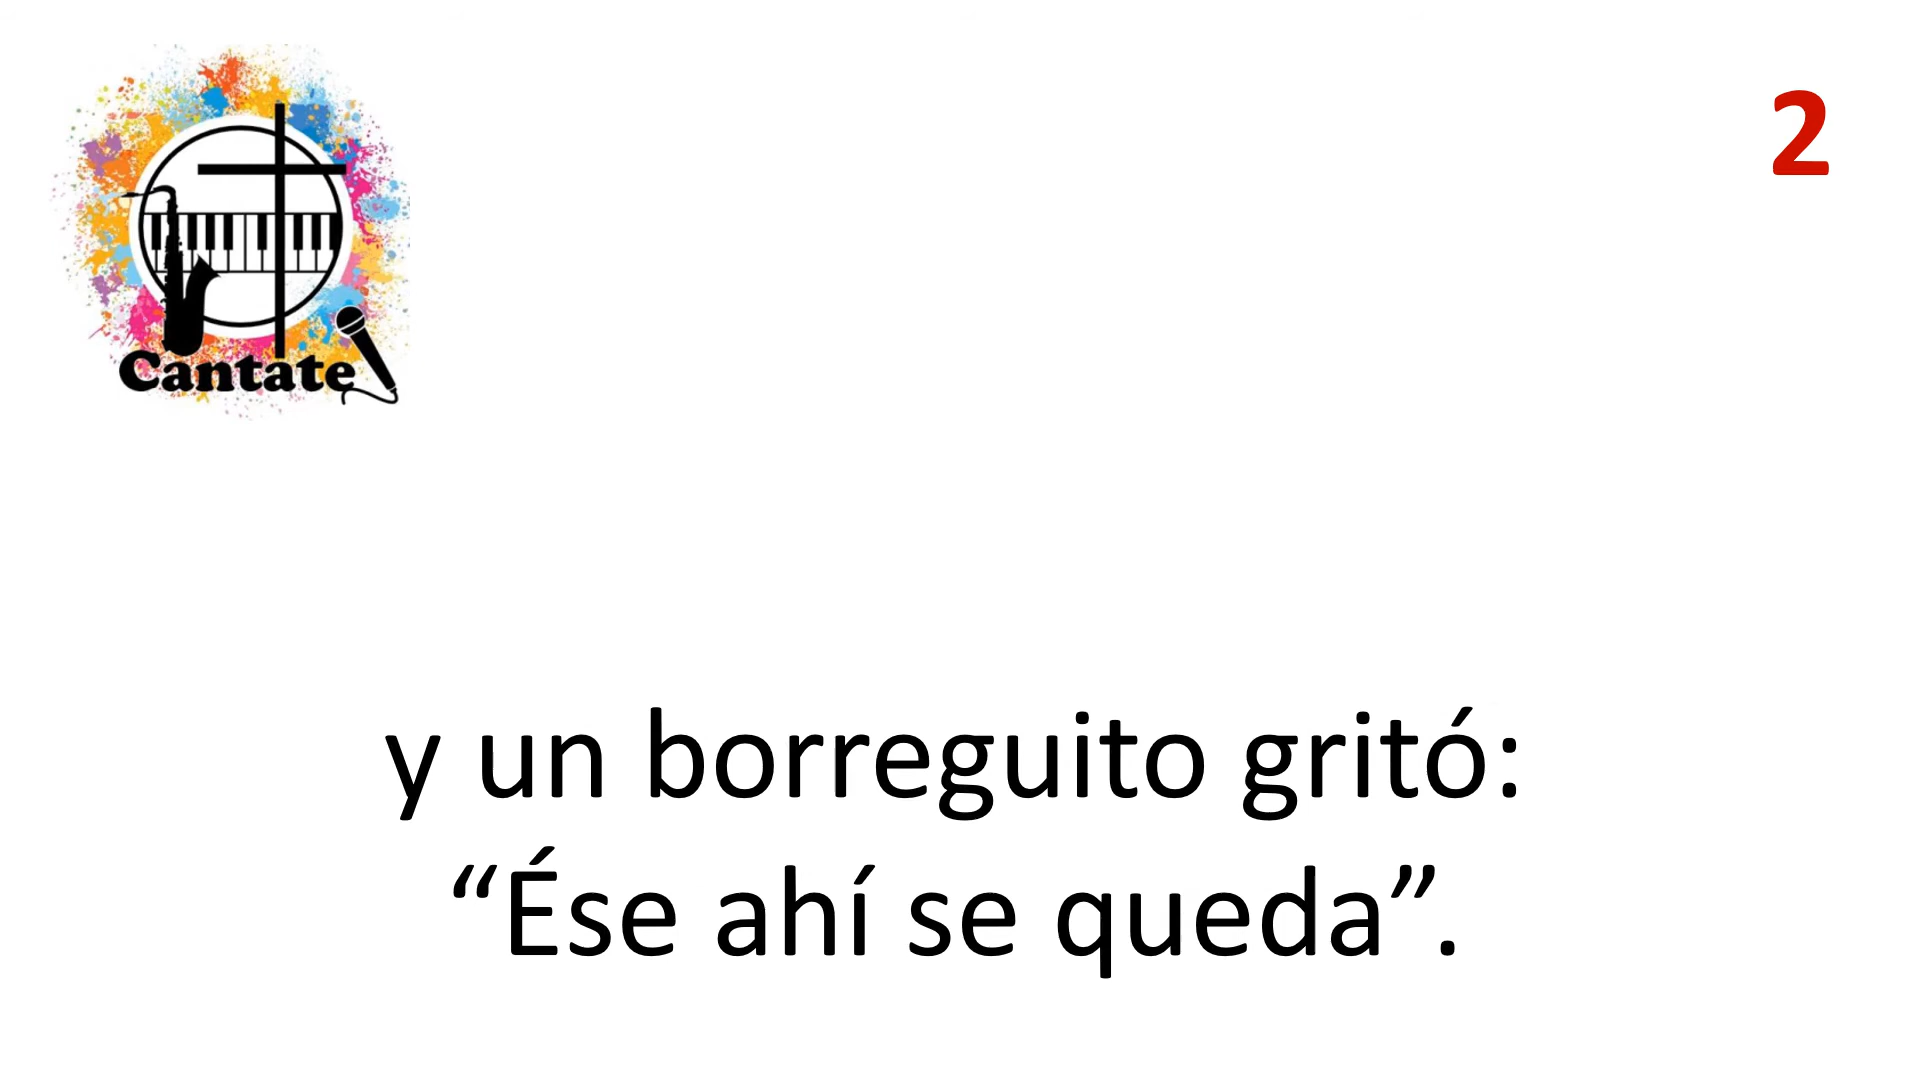 Cantate
2
y un borreguito gritó:
“Ése ahí se queda”.